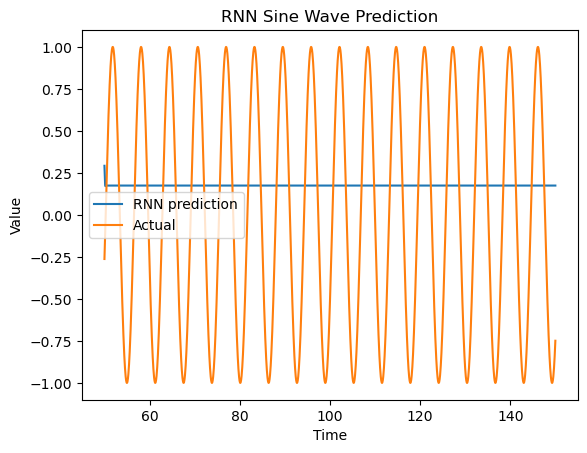 RNN Sine Wave Prediction
1.00
0.75
0.50
0.25
0.00
−0.25
−0.50
−0.75
−1.00
Value
RNN prediction
Actual
60 80 100 120 140
Time